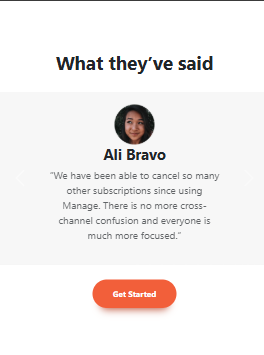 What they’ve said
Ali Bravo
“We have been able to cancel so many
other subscriptions since using
Manage. There is no more cross-
channel confusion and everyone is
much more focused.”
Get Started